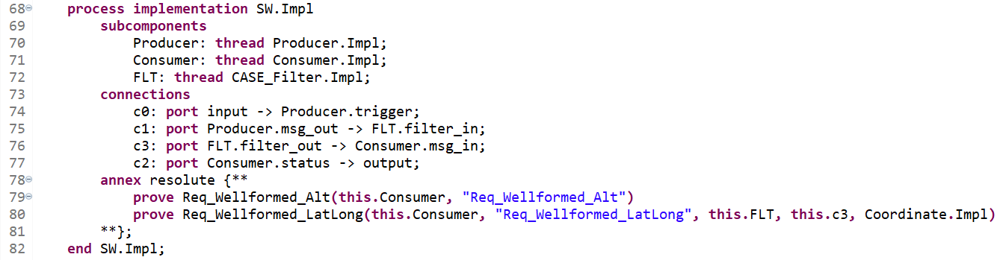 68 process implementation SW.Impl
69 subcomponents
70 Producer: thread Producer.Impl;
71 Consumer: thread Consumer.Impl;
72 FLT: thread CASE_Filter.Impl;
73 connections
74 c0: port input -> Producer.trigger;
75 c1: port Producer.msg_out -> FLT.filter_in;
76 c3: port FLT.filter_out -> Consumer.msg_in;
77 c2: port Consumer.status -> output;
78 annex resolute {**
79 prove Req_Wellformed_Alt(this.Consumer, "Req_Wellformed_Alt")
80 prove Req_Wellformed_LatLong(this.Consumer, "Req_Wellformed_LatLong", this.FLT, this.c3, Coordinate.Impl)
81 **};
82 end SW.Impl;